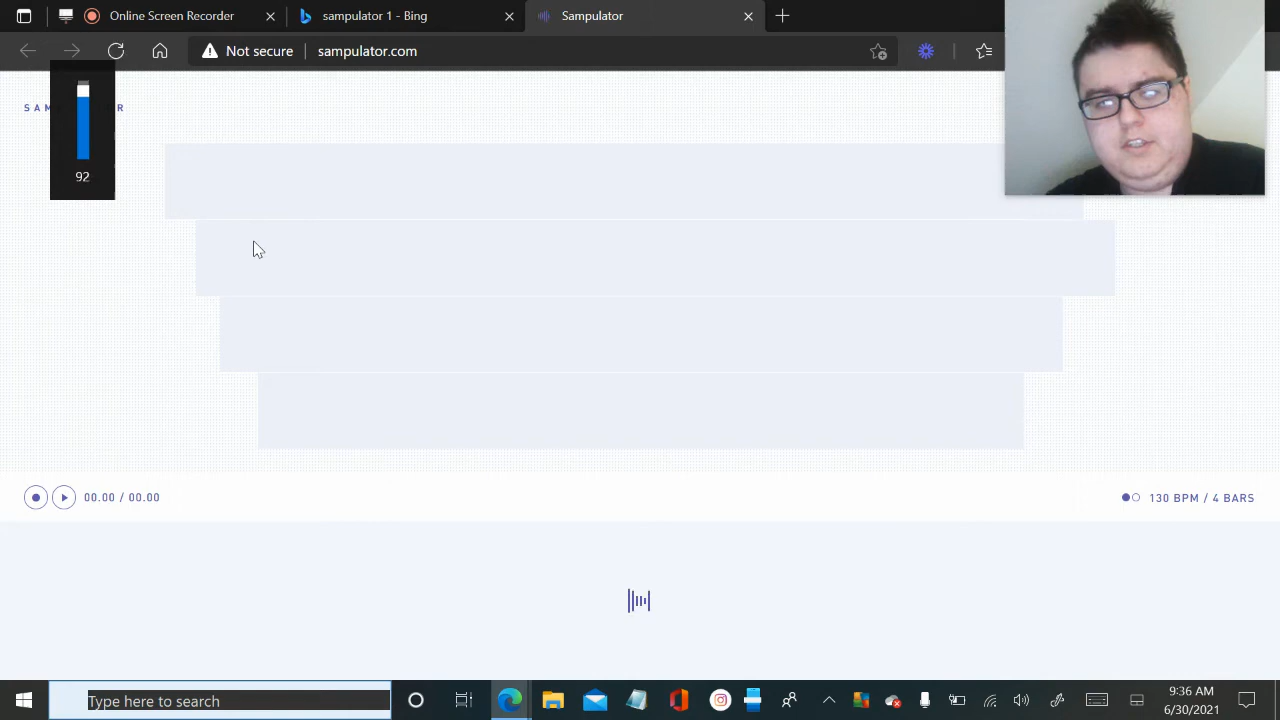 Online Screen Recorder
sampulator 1 - Bing
Sampulator
Not secure
sampulator.com
92
00.00 / 00.00
130 BPM / 4 BARS
Type here to search
9:36 AM
6/30/2021